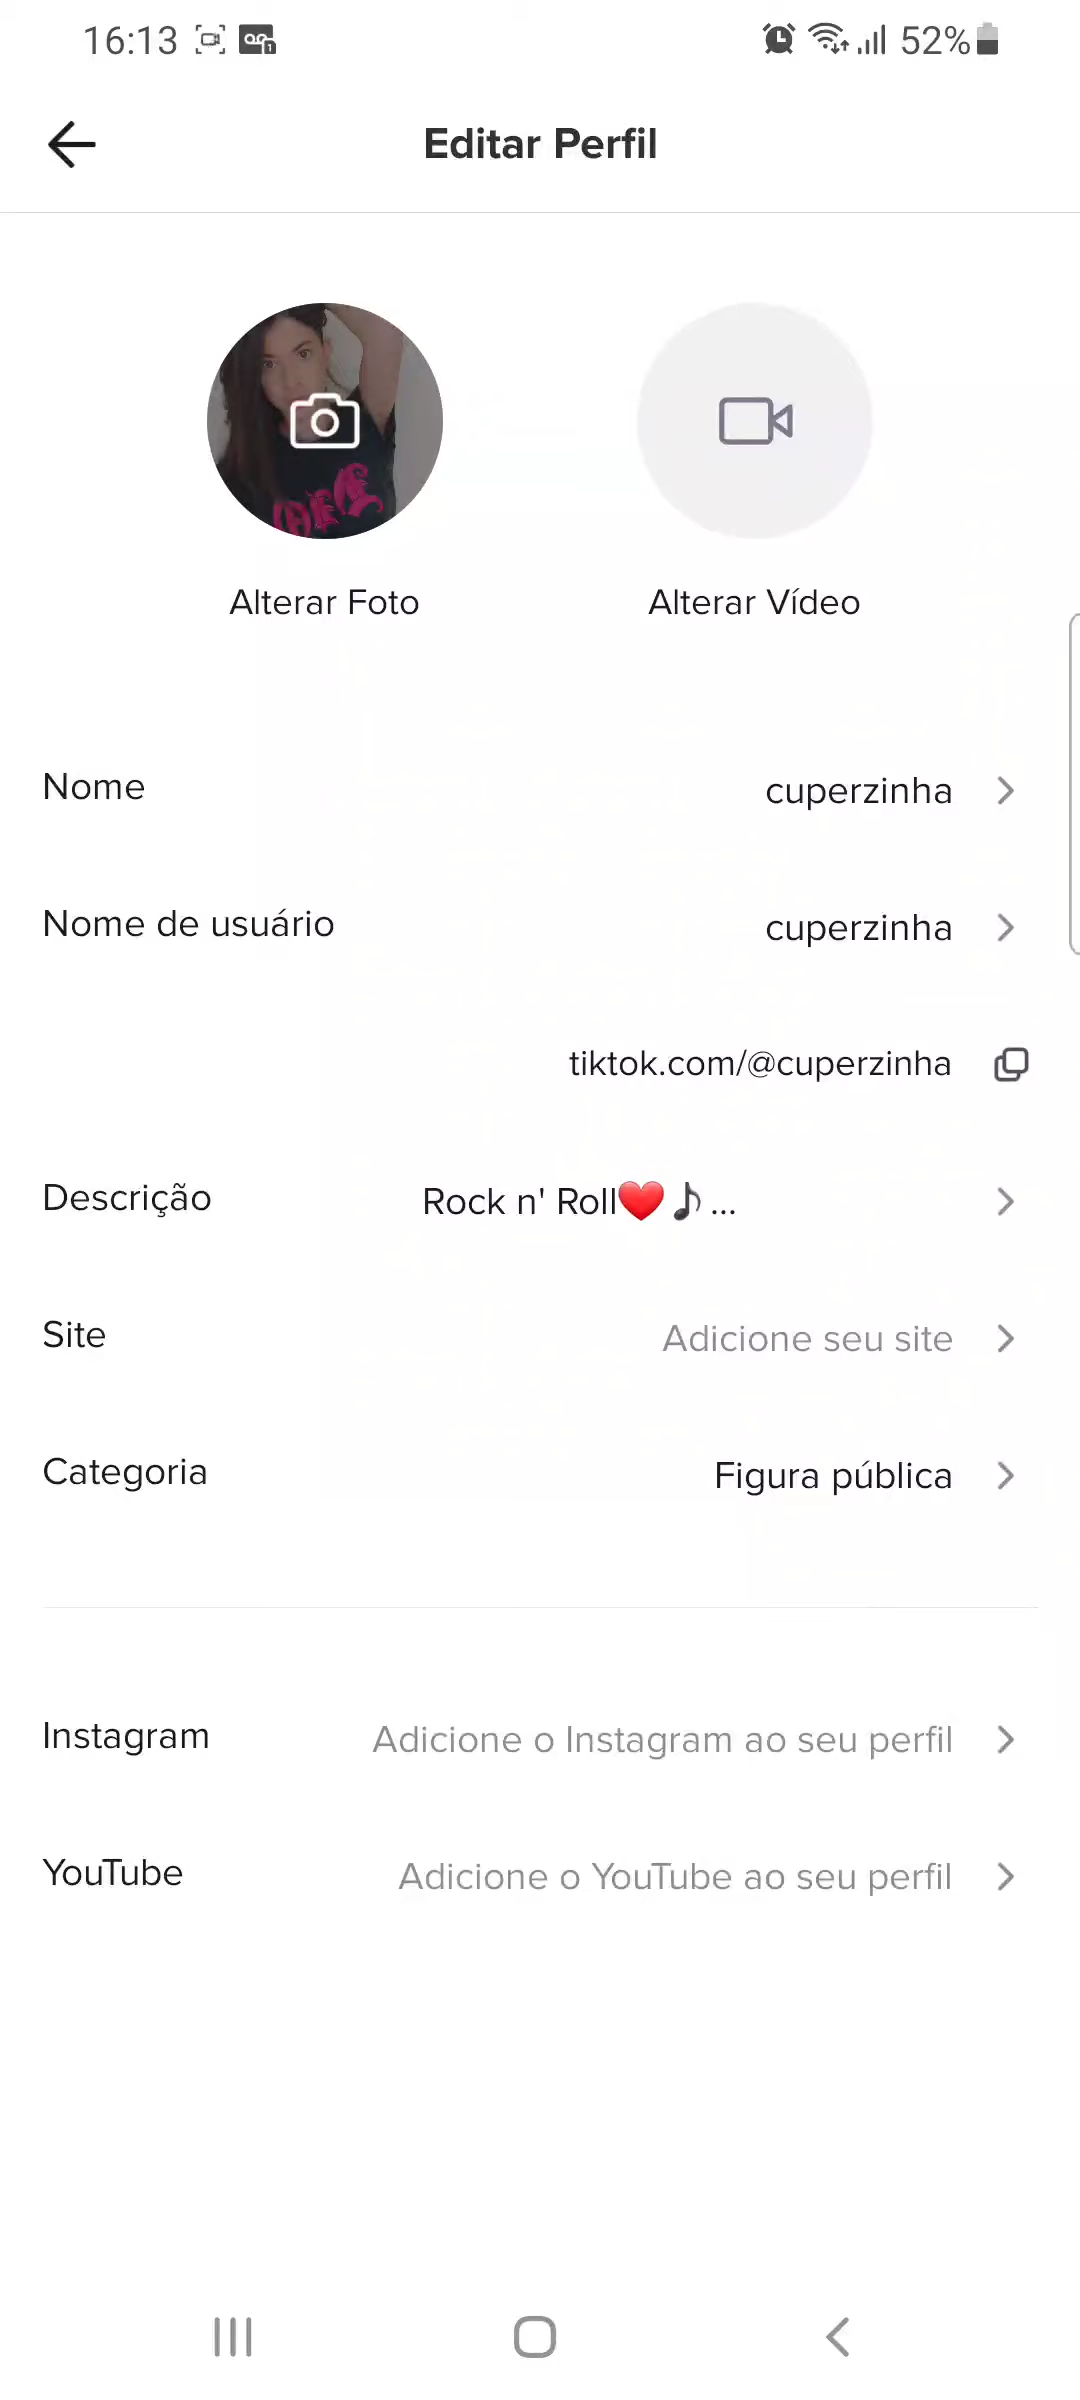 16:13 52%
Editar Perfil
Alterar Foto Alterar Vídeo
Nome cuperzinha
Nome de usuário cuperzinha
tiktok.com/@cuperzinha
Descrição Rock n' Roll❤️🎵...
Site Adicione seu site
Categoria Figura pública
Instagram Adicione o Instagram ao seu perfil
YouTube Adicione o YouTube ao seu perfil